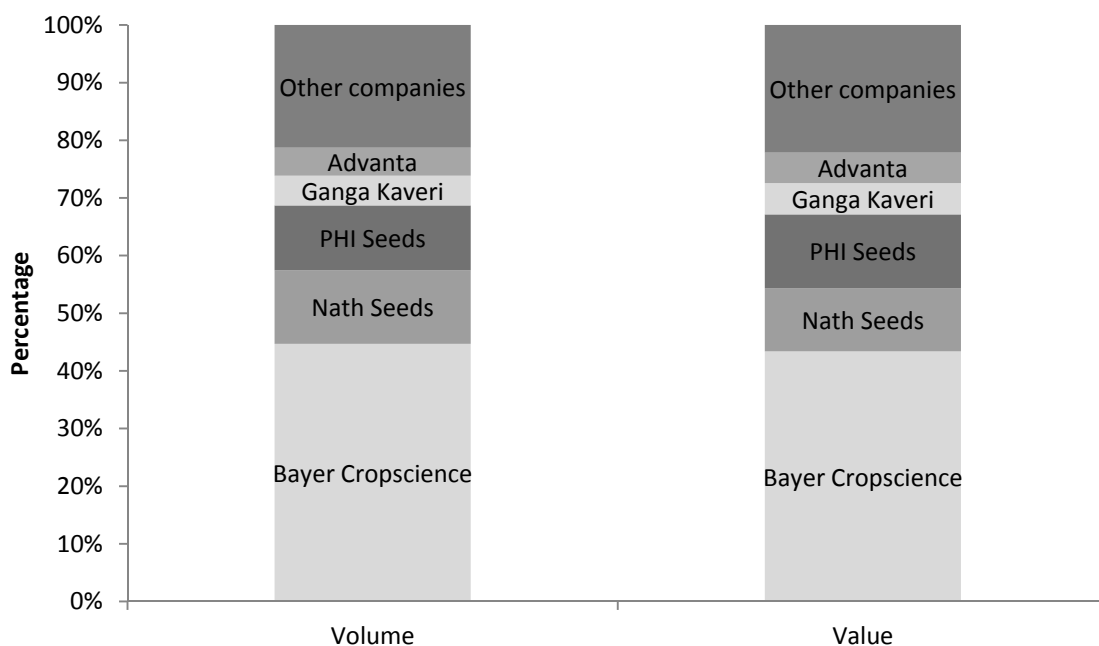 100%
90%
80%
70%
60%
50%
40%
30%
20%
10%
0%
Percentage
Other companies
Advanta
Ganga Kaveri
PHI Seeds
Nath Seeds
Bayer Cropscience
Other companies
Advanta
Ganga Kaveri
PHI Seeds
Nath Seeds
Bayer Cropscience
Volume
Value